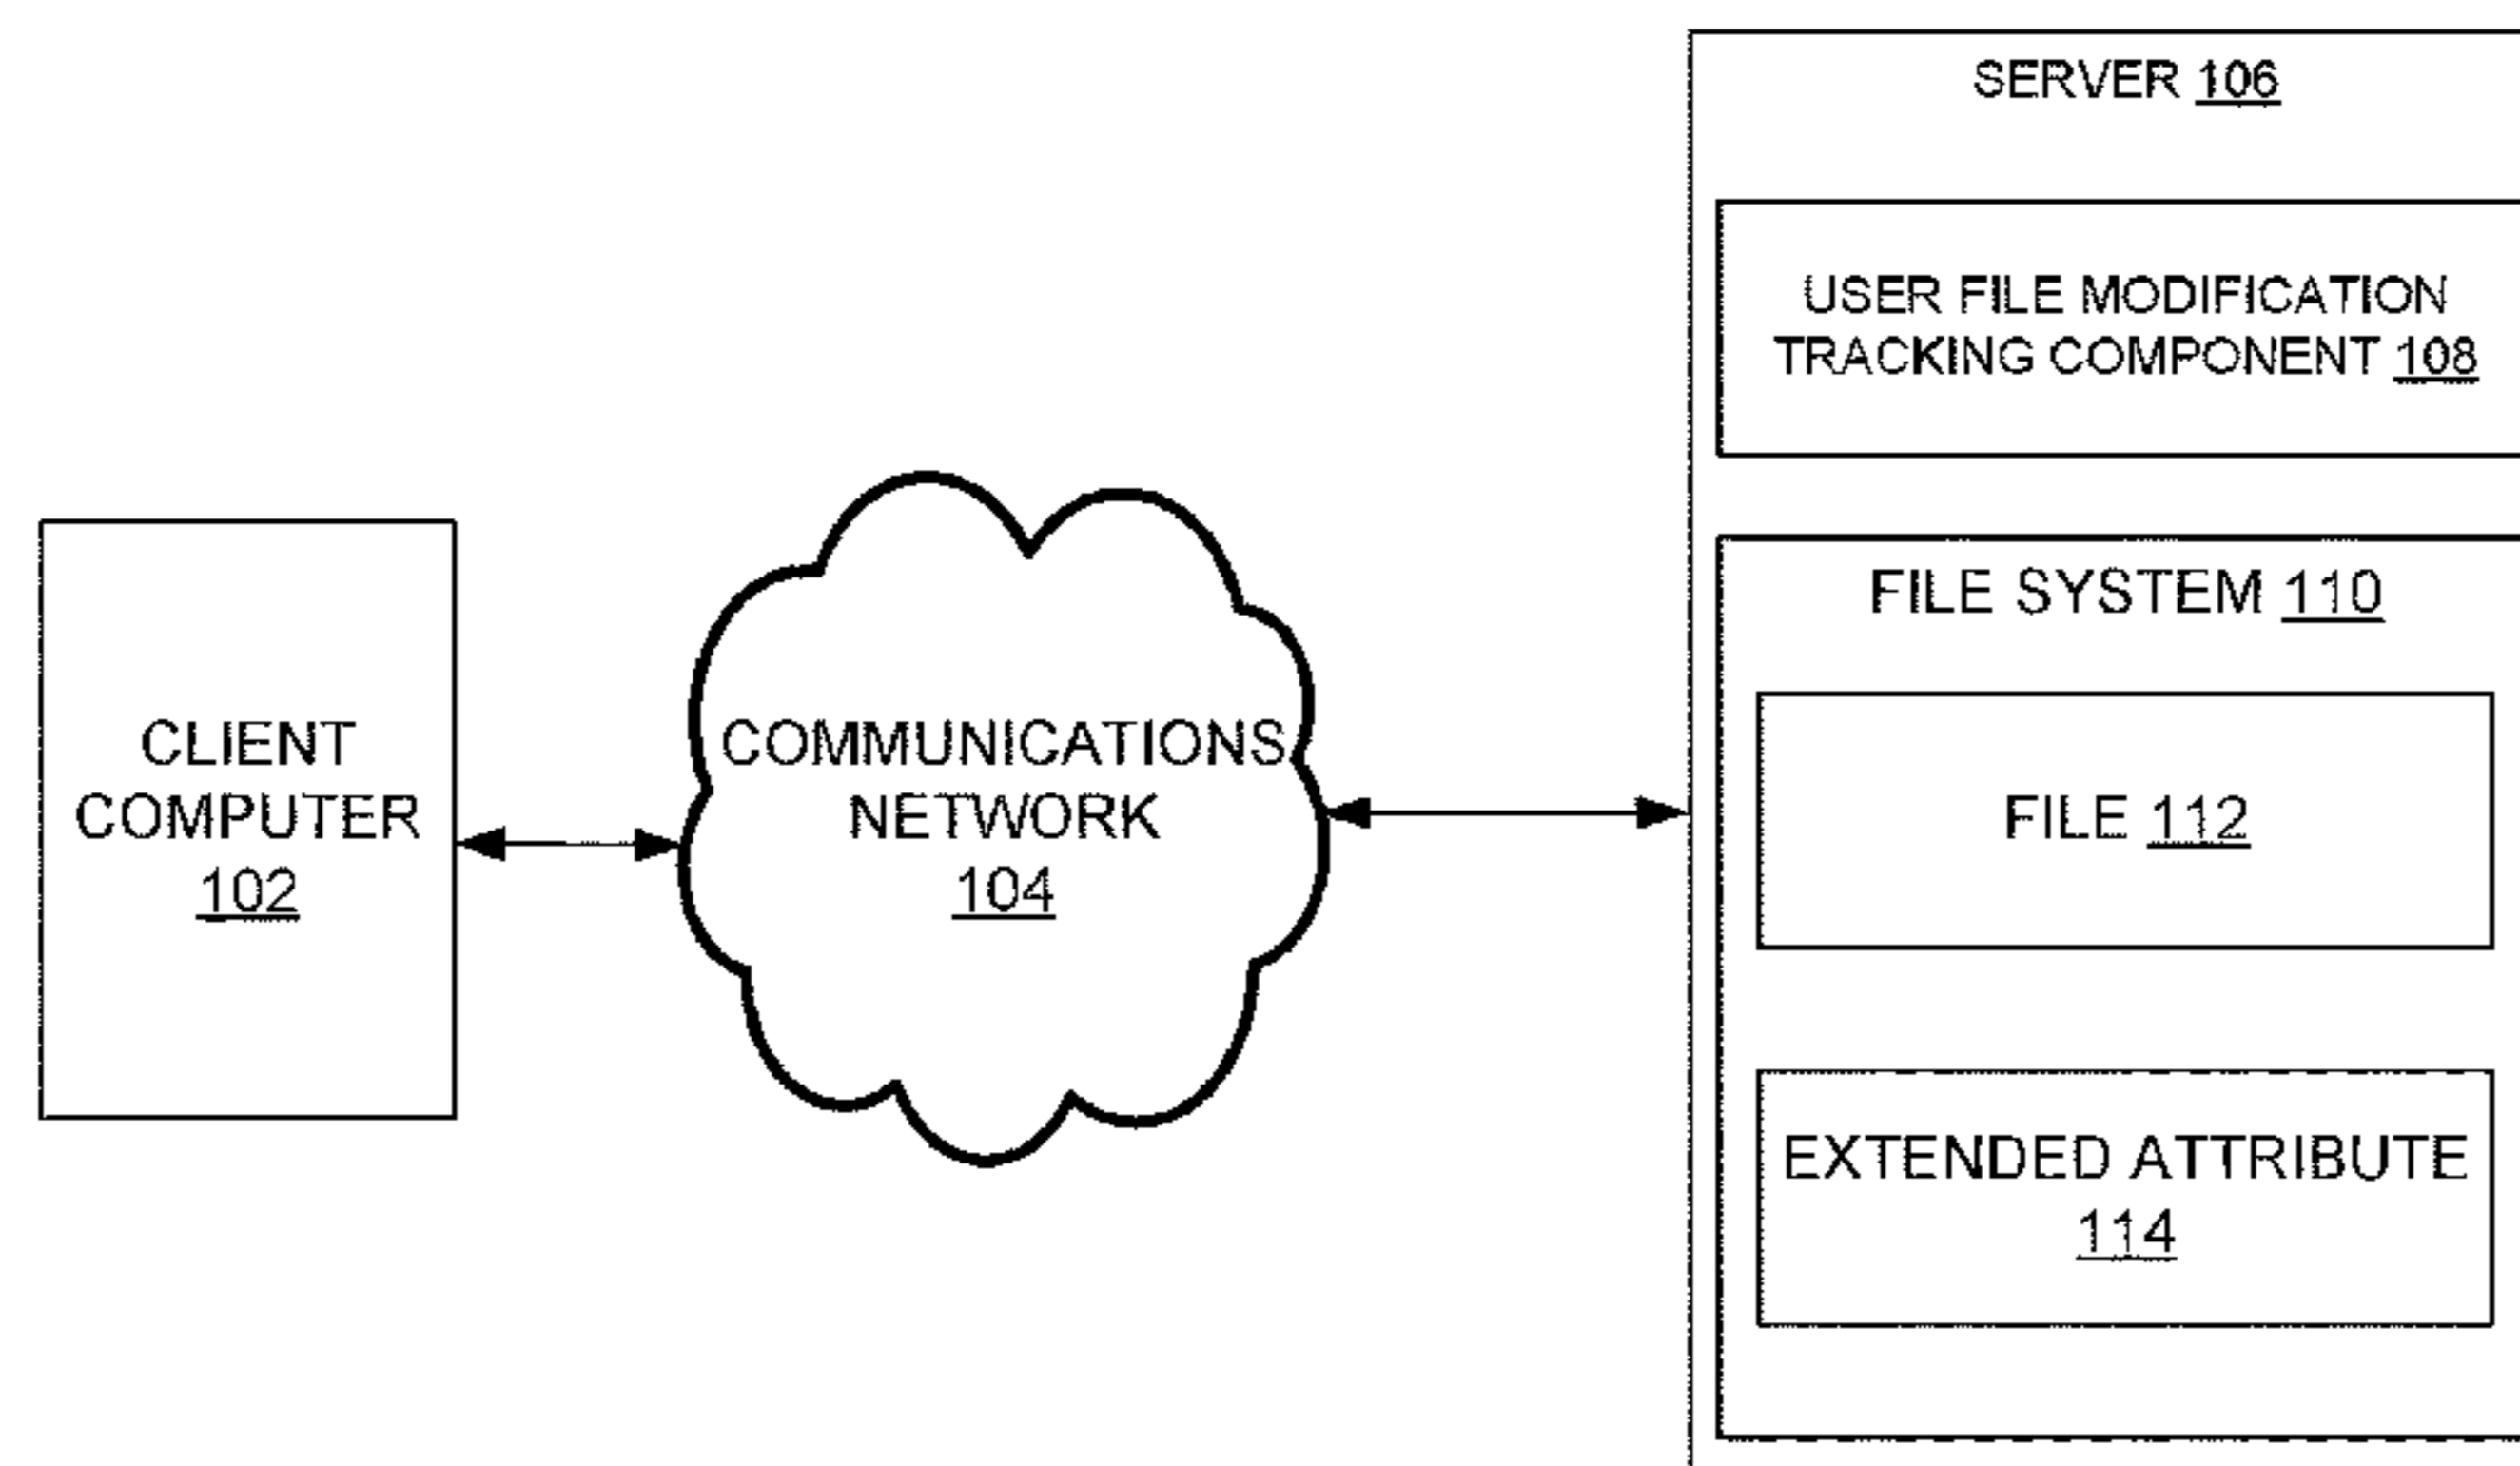 SERVER 106
USER FILE MODIFICATION
TRACKING COMPONENT 108
FILE SYSTEM 110
CLIENT
COMPUTER
102
COMMUNICATIONS
NETWORK
104
FILE 112
EXTENDED ATTRIBUTE
114